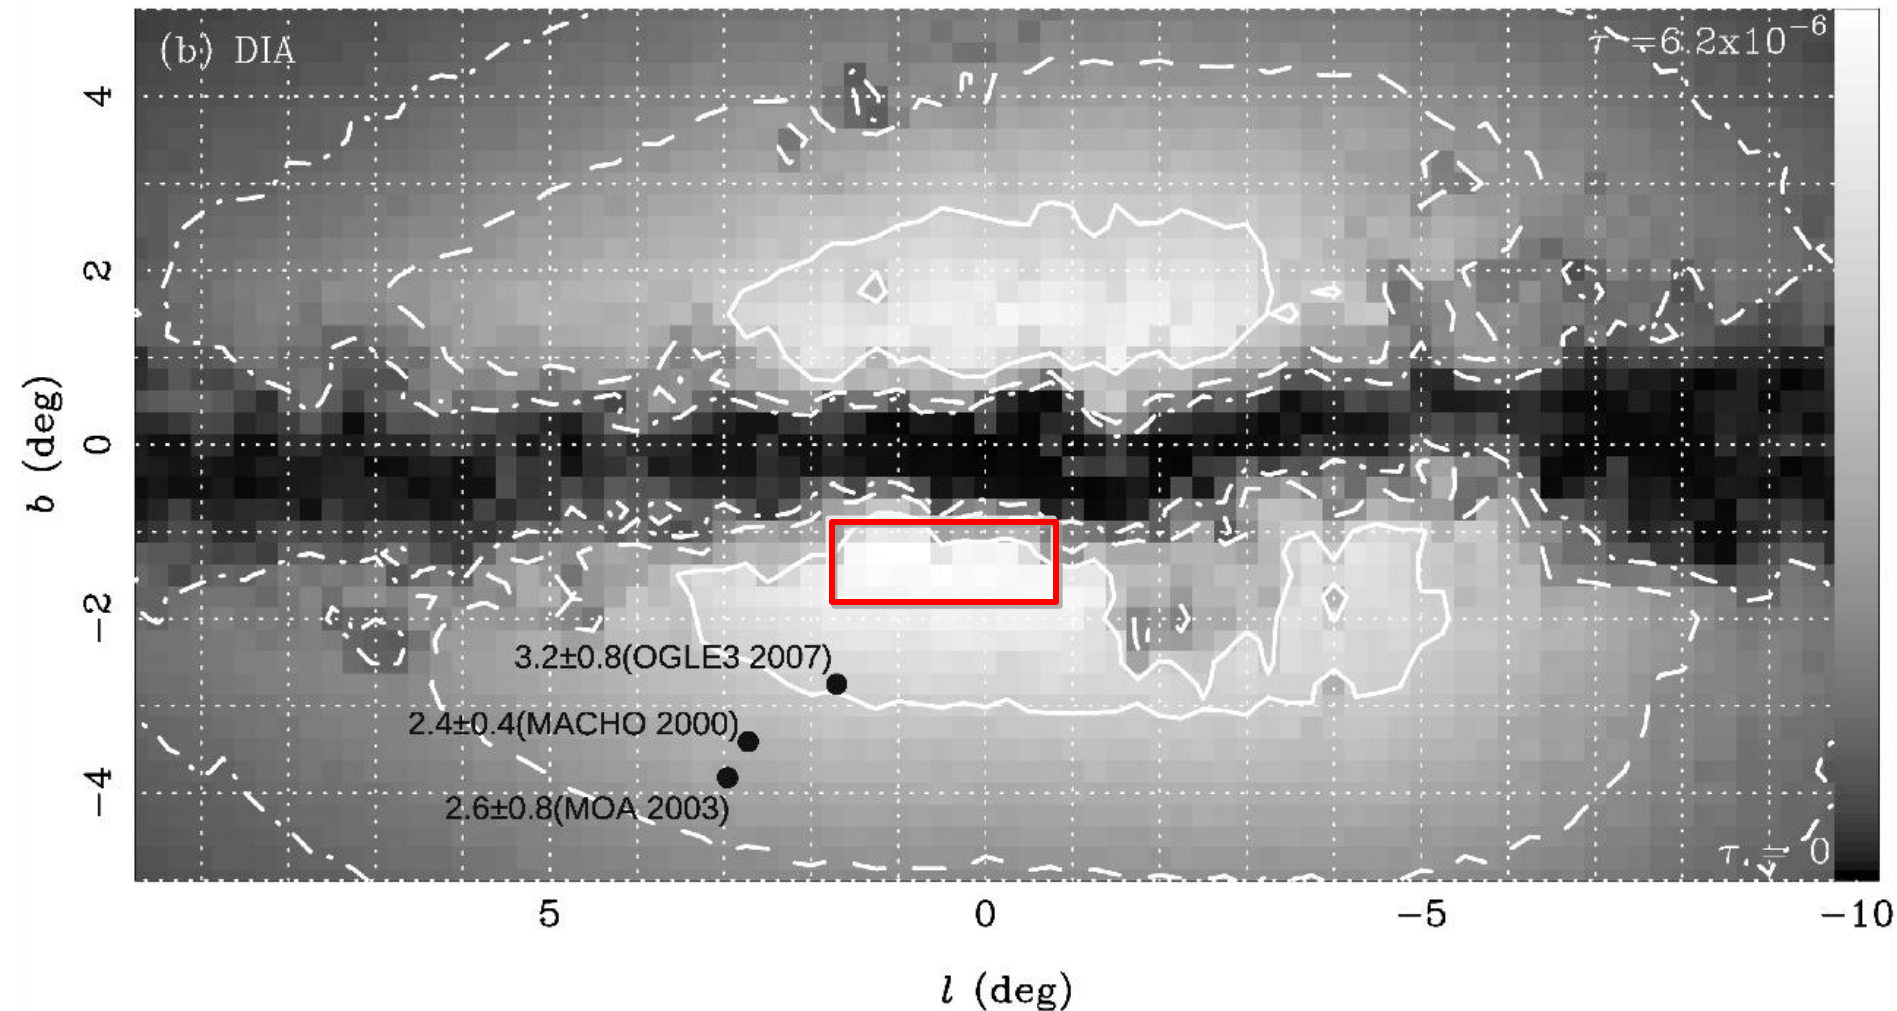 (b) DIA
τ =6.2x10⁻⁶
4
2
0
−2
−4
b (deg)
3.2±0.8(OGLE3 2007)
2.4±0.4(MACHO 2000)
2.6±0.8(MOA 2003)
τ = 0
5 0 −5 −10
l (deg)